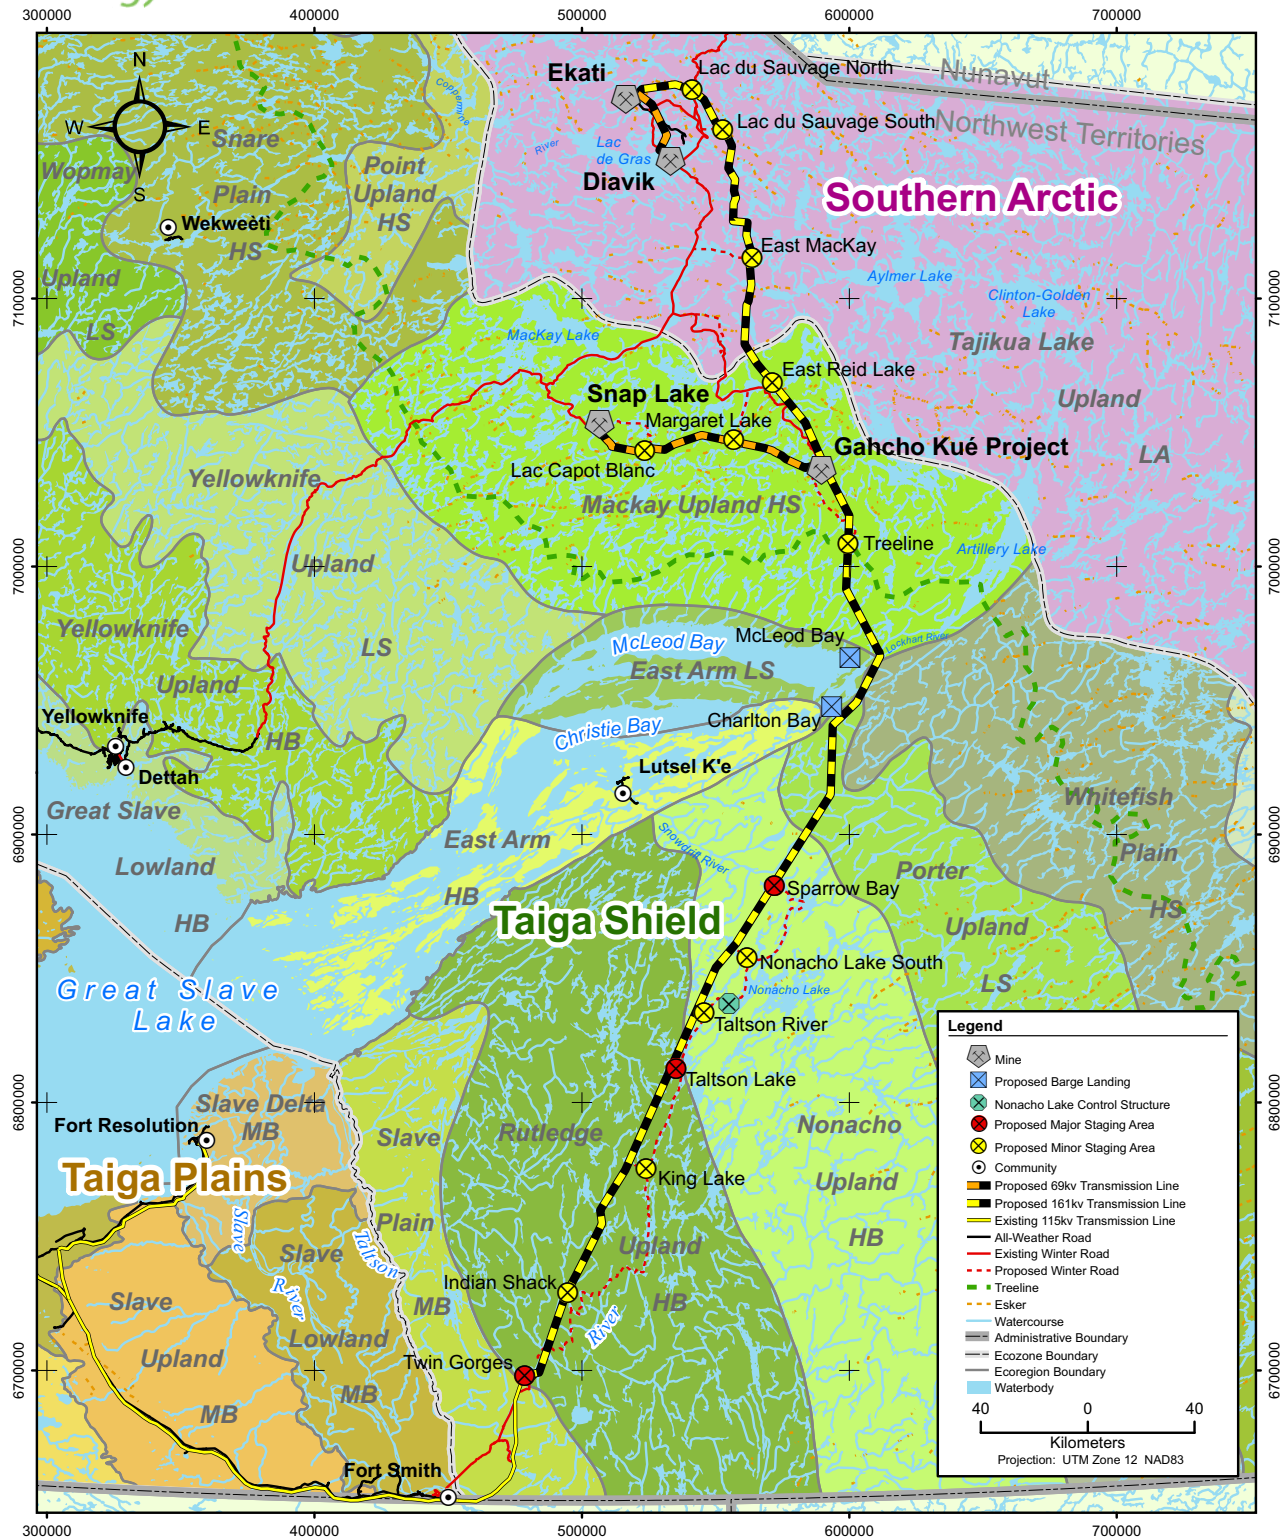 300000
400000
500000
600000
700000
N
W
E
S
Ekati
Lac du Sauvage North
Nunavut
Northwest Territories
Lac du Sauvage South
Coppermine
River
Lac
de Gras
Diavik
Southern Arctic
Snare
Plain
HS
Point
Upland
HS
Wopmay
Upland
LS
Wekweètì
East MacKay
Aylmer Lake
Clinton-Golden
Lake
7100000
7100000
MacKay Lake
Tajikua Lake
Upland
LA
East Reid Lake
Snap Lake
Margaret Lake
Gahcho Kué Project
Lac Capot Blanc
Mackay Upland HS
Yellowknife
Upland
LS
Treeline
Artillery Lake
7000000
7000000
Yellowknife
Upland
HB
McLeod Bay
McLeod Bay
East Arm LS
Lockhart River
Charlton Bay
Christie Bay
Yellowknife
Dettah
Lutsel K'e
Great Slave
Lowland
HB
East Arm
HB
Snowdrift River
Whitefish
Plain
HS
6900000
6900000
Porter
Upland
LS
Sparrow Bay
Taiga Shield
Nonacho Lake South
Nonacho Lake
Taltson River
Great Slave
Lake
Taltson Lake
6800000
6800000
Slave Delta
MB
Fort Resolution
Taiga Plains
Slave
Plain
MB
Rutledge
Upland
HB
Nonacho
Upland
HB
King Lake
Slave
River
Taltson
River
Slave
Lowland
MB
Slave
Upland
MB
Indian Shack
Twin Gorges
6700000
6700000
Fort Smith
Legend
Mine
Proposed Barge Landing
Nonacho Lake Control Structure
Proposed Major Staging Area
Proposed Minor Staging Area
Community
Proposed 69kv Transmission Line
Proposed 161kv Transmission Line
Existing 115kv Transmission Line
All-Weather Road
Existing Winter Road
Proposed Winter Road
Treeline
Esker
Watercourse
Administrative Boundary
Ecozone Boundary
Ecoregion Boundary
Waterbody
40
0
40
Kilometers
Projection: UTM Zone 12 NAD83
300000
400000
500000
600000
700000